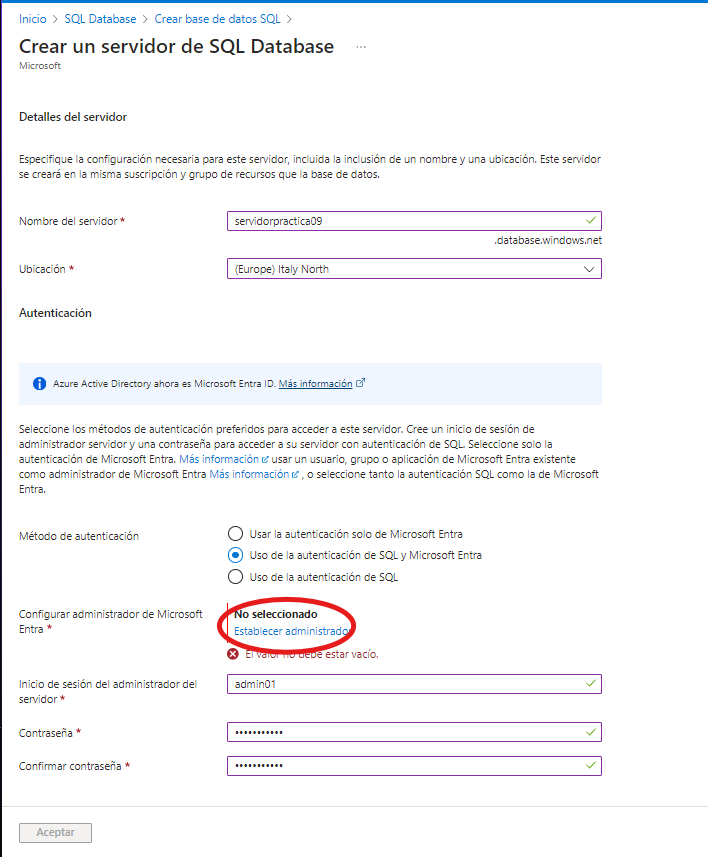 Inicio > SQL Database > Crear base de datos SQL >
Crear un servidor de SQL Database ...
Microsoft
Detalles del servidor
Especifique la configuración necesaria para este servidor, incluida la inclusión de un nombre y una ubicación. Este servidor
se creará en la misma suscripción y grupo de recursos que la base de datos.
Nombre del servidor *
servidorpractica09
.database.windows.net
Ubicación *
(Europe) Italy North
Autenticación
Azure Active Directory ahora es Microsoft Entra ID. Más información
Seleccione los métodos de autenticación preferidos para acceder a este servidor. Cree un inicio de sesión de
administrador servidor y una contraseña para acceder a su servidor con autenticación de SQL. Seleccione solo la
autenticación de Microsoft Entra. Más información usar un usuario, grupo o aplicación de Microsoft Entra existente
como administrador de Microsoft Entra Más información , o seleccione tanto la autenticación SQL como la de Microsoft
Entra.
Método de autenticación
Usar la autenticación solo de Microsoft Entra
Uso de la autenticación de SQL y Microsoft Entra
Uso de la autenticación de SQL
Configurar administrador de Microsoft
Entra *
No seleccionado
Establecer administrador
El valor no debe estar vacío.
Inicio de sesión del administrador del
servidor *
admin01
Contraseña *
•••••••••••
Confirmar contraseña *
•••••••••••
Aceptar